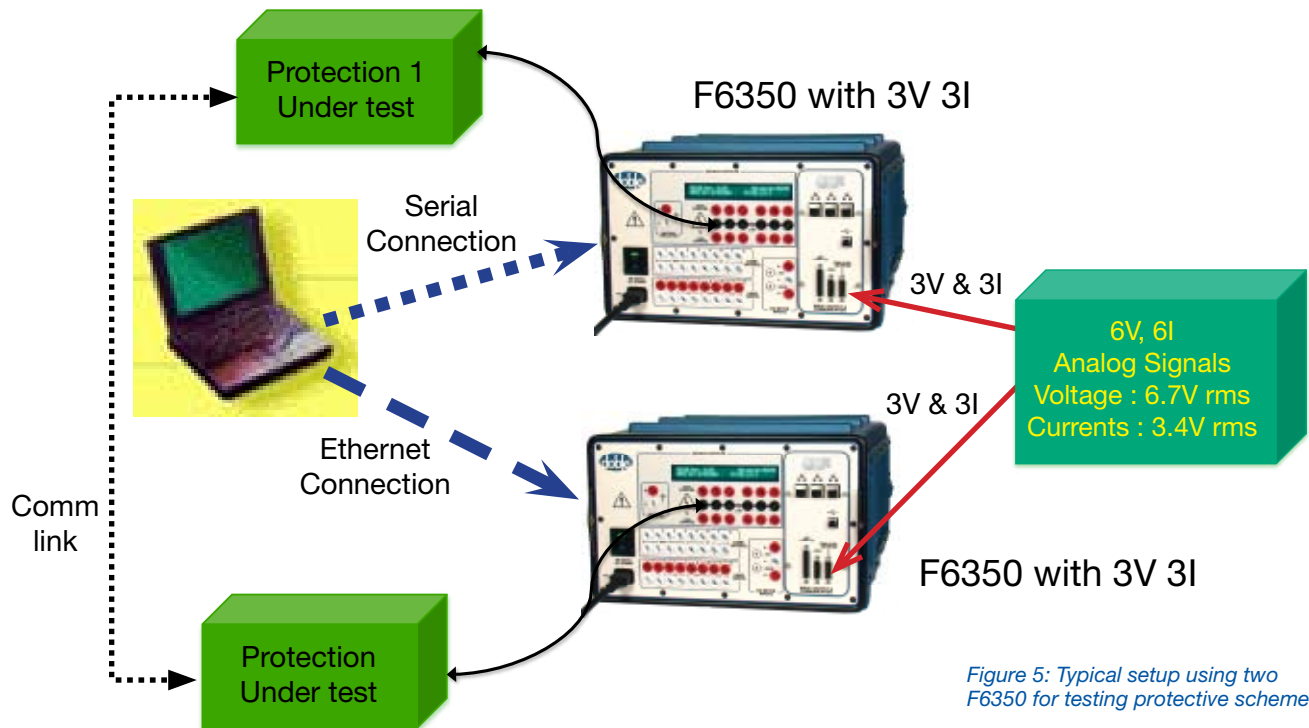 Protection 1
Under test
F6350 with 3V 3I
Serial
Connection
3V & 3I
6V, 6I
Analog Signals
Voltage : 6.7V rms
Currents : 3.4V rms
3V & 3I
Ethernet
Connection
Comm
link
F6350 with 3V 3I
Protection
Under test
Figure 5: Typical setup using two
F6350 for testing protective scheme